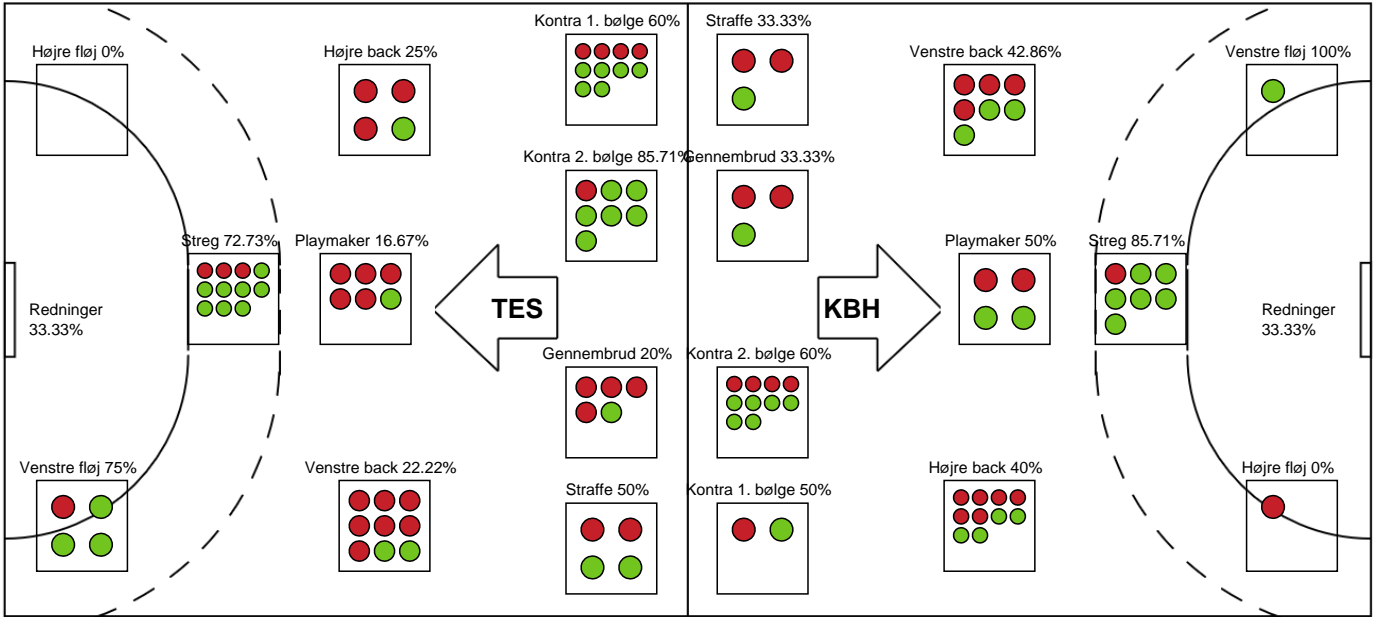 Kontra 1. bølge 60%
Straffe 33.33%
Højre fløj 0%
Højre back 25%
Venstre back 42.86%
Venstre fløj 100%
Kontra 2. bølge 85.71%
Gennembrud 33.33%
Streg 72.73%
Playmaker 16.67%
Playmaker 50%
Streg 85.71%
Redninger
33.33%
TES
KBH
Redninger
33.33%
Gennembrud 20%
Kontra 2. bølge 60%
Venstre fløj 75%
Venstre back 22.22%
Straffe 50%
Kontra 1. bølge 50%
Højre back 40%
Højre fløj 0%